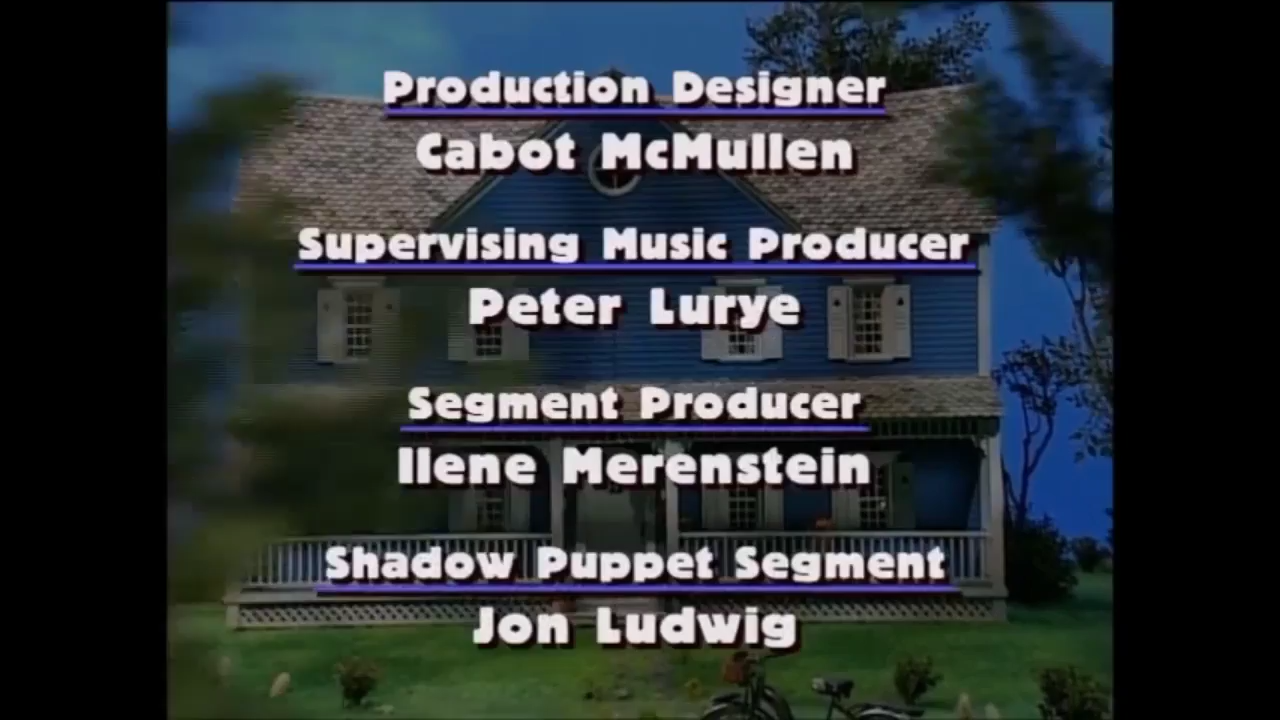 Production Designer
Cabot McMullen
Supervising Music Producer
Peter Lurye
Segment Producer
Ilene Merenstein
Shadow Puppet Segment
Jon Ludwig